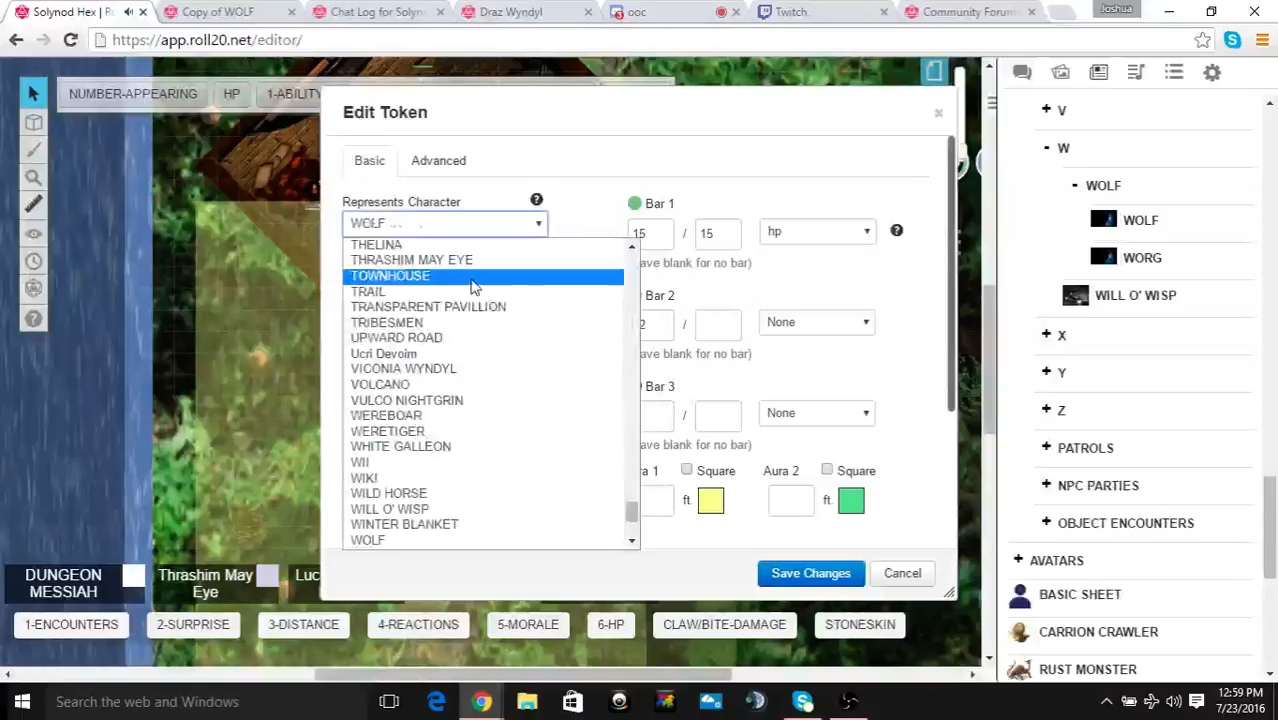 Solynod Hex | Ro
Copy of WOLF
Chat Log for Solyn
Draz Wyndyl
ooc
Twitch
Community Forum
Joshua
https://app.roll20.net/editor/
NUMBER-APPEARING
HP
1-ABILITY
Edit Token
Basic
Advanced
Represents Character
WOLF
THELINA
THRASHIM MAY EYE
TOWNHOUSE
TRAIL
TRANSPARENT PAVILLION
TRIBESMEN
UPWARD ROAD
Ucri Devoim
VICONIA WYNDYL
VOLCANO
VULCO NIGHTGRIN
WEREBOAR
WERETIGER
WHITE GALLEON
WII
WIKI
WILD HORSE
WILL O' WISP
WINTER BLANKET
WOLF
Bar 1
15 / 15
hp
ave blank for no bar)
Bar 2
2 /
None
ave blank for no bar)
Bar 3
/
None
ave blank for no bar)
ra 1
Square
Aura 2
Square
ft.
ft.
Save Changes
Cancel
V
W
WOLF
WOLF
WORG
WILL O' WISP
X
Y
Z
PATROLS
NPC PARTIES
OBJECT ENCOUNTERS
AVATARS
BASIC SHEET
CARRION CRAWLER
RUST MONSTER
DUNGEON
MESSIAH
Thrashim May
Eye
Luc
1-ENCOUNTERS
2-SURPRISE
3-DISTANCE
4-REACTIONS
5-MORALE
6-HP
CLAW/BITE-DAMAGE
STONESKIN
Search the web and Windows
12:59 PM
7/23/2016